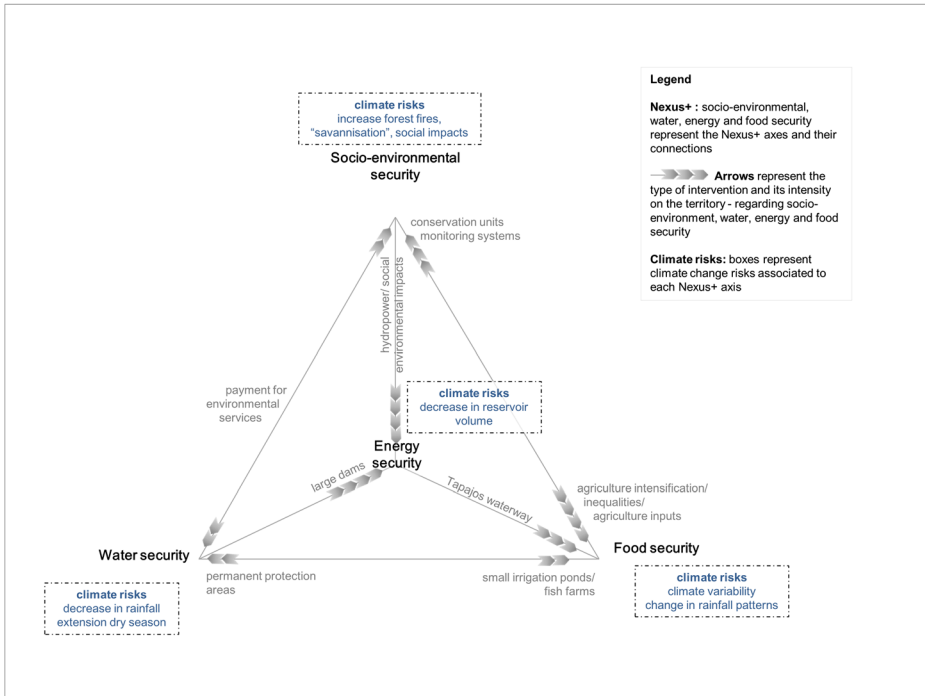 climate risks
increase forest fires,
"savannisation", social impacts
Socio-environmental
security
Legend
Nexus+ : socio-environmental,
water, energy and food security
represent the Nexus+ axes and their
connections
Arrows represent the
type of intervention and its intensity
on the territory - regarding socio-
environment, water, energy and food
security
Climate risks: boxes represent
climate change risks associated to
each Nexus+ axis
conservation units
monitoring systems
hydropower/ social
environmental impacts
payment for
environmental
services
climate risks
decrease in reservoir
volume
Energy
security
large dams
Tapajos waterway
agriculture intensification/
inequalities/
agriculture inputs
Water security
Food security
permanent protection
areas
small irrigation ponds/
fish farms
climate risks
decrease in rainfall
extension dry season
climate risks
climate variability
change in rainfall patterns